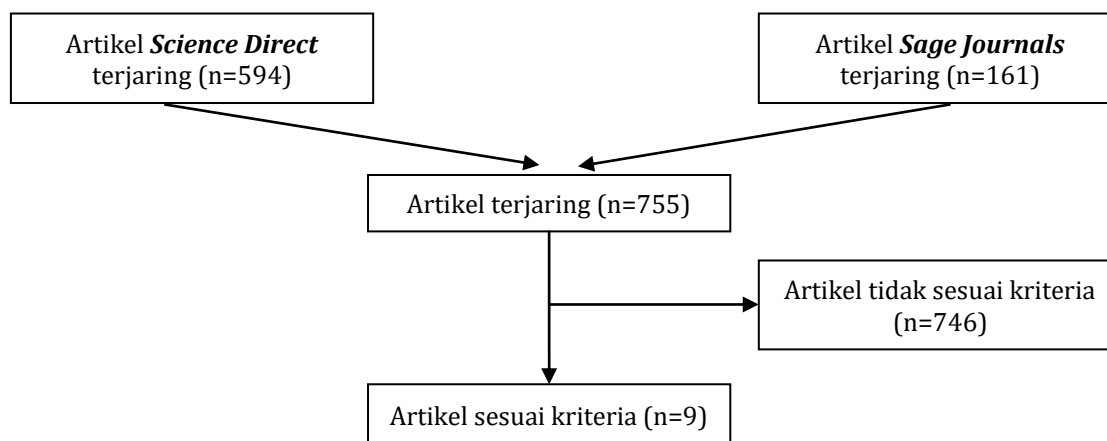 Artikel Science Direct
terjaring (n=594)
Artikel Sage Journals
terjaring (n=161)
Artikel terjaring (n=755)
Artikel tidak sesuai kriteria
(n=746)
Artikel sesuai kriteria (n=9)